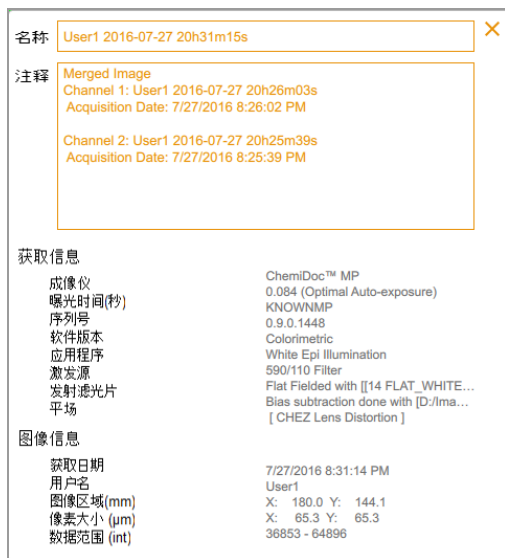 名称 User1 2016-07-27 20h31m15s
注释 Merged Image
Channel 1: User1 2016-07-27 20h26m03s
Acquisition Date: 7/27/2016 8:26:02 PM
Channel 2: User1 2016-07-27 20h25m39s
Acquisition Date: 7/27/2016 8:25:39 PM
获取信息
成像仪 ChemiDoc™ MP
曝光时间(秒) 0.084 (Optimal Auto-exposure)
序列号 KNOWNMP
软件版本 0.9.0.1448
应用程序 Colorimetric
激发源 White Epi Illumination
发射滤光片 590/110 Filter
平场 Flat Fielded with [[14 FLAT_WHITE...
Bias subtraction done with [D:/Ima...
[ CHEZ Lens Distortion ]
图像信息
获取日期 7/27/2016 8:31:14 PM
用户名 User1
图像区域(mm) X: 180.0 Y: 144.1
像素大小 (μm) X: 65.3 Y: 65.3
数据范围 (int) 36853 - 64896